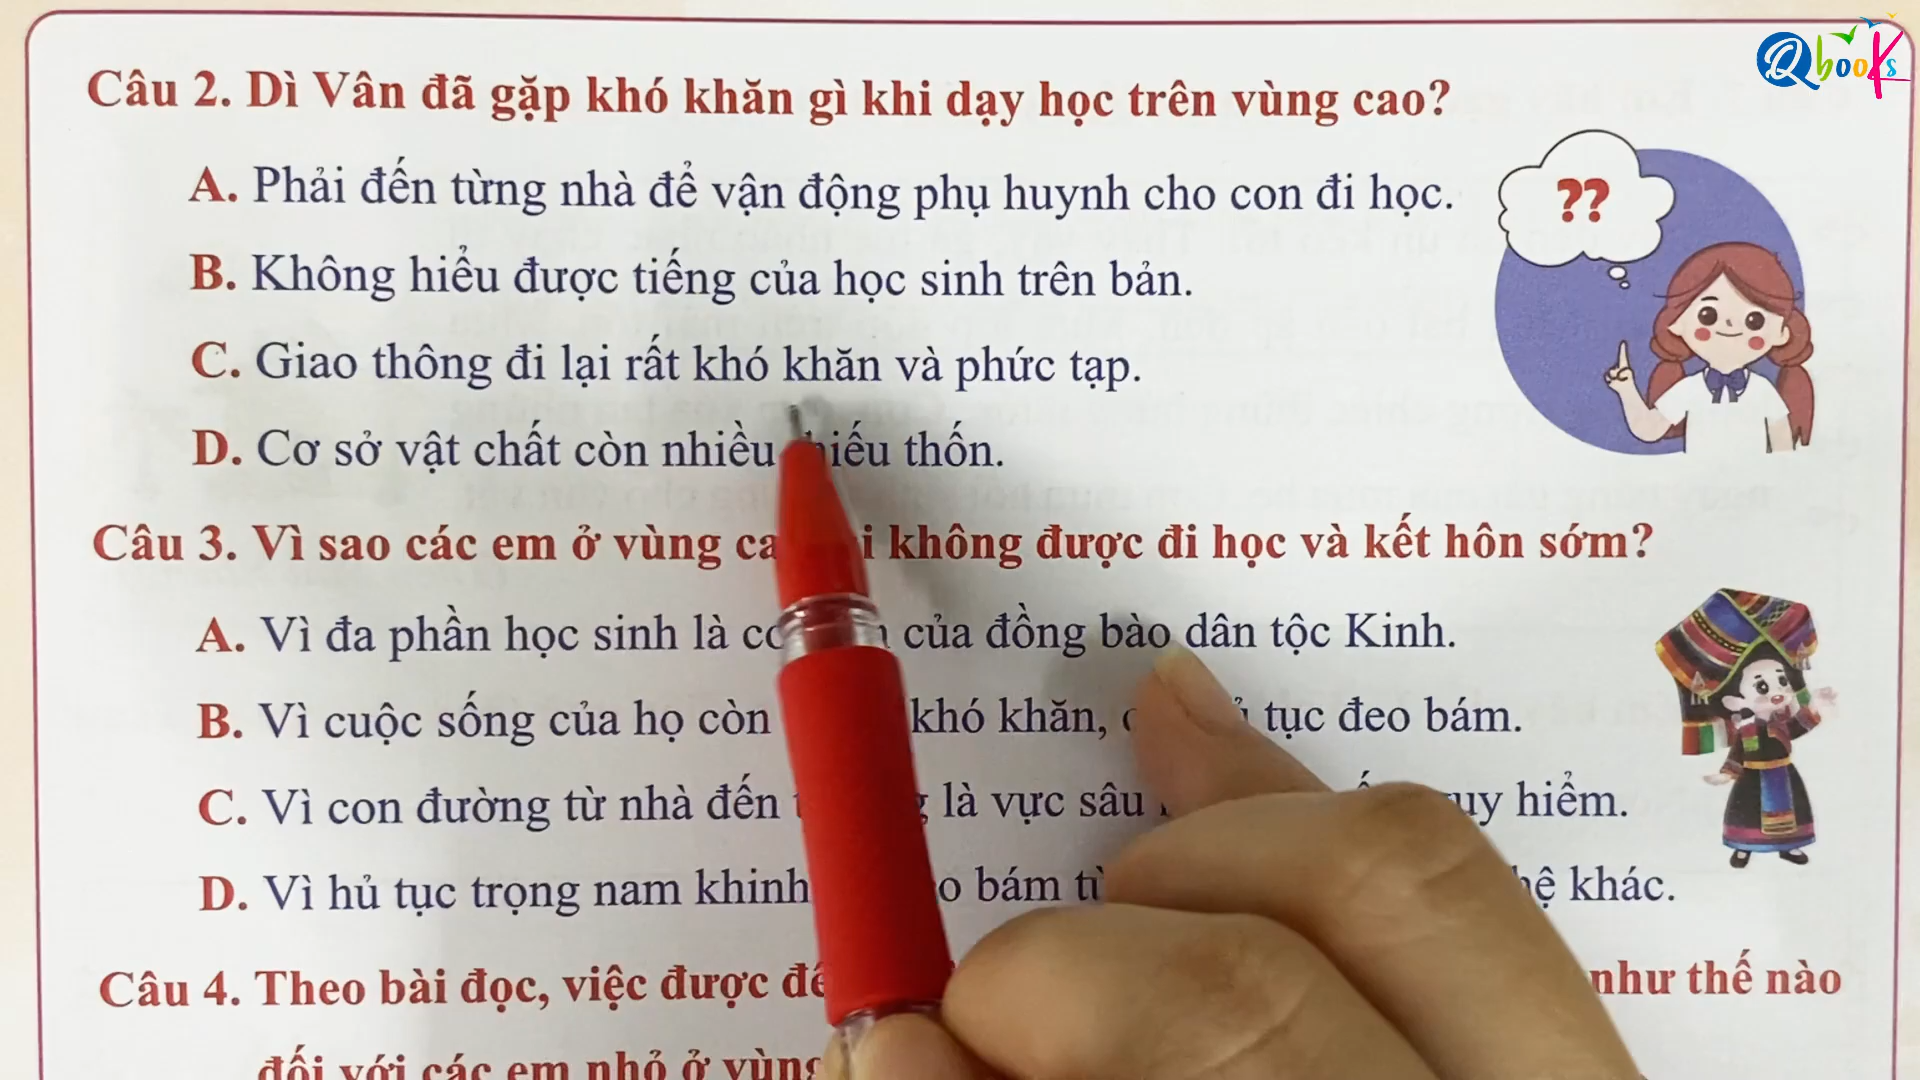 Qbooks
Câu 2. Dì Vân đã gặp khó khăn gì khi dạy học trên vùng cao?
A. Phải đến từng nhà để vận động phụ huynh cho con đi học.
??
B. Không hiểu được tiếng của học sinh trên bản.
C. Giao thông đi lại rất khó khăn và phức tạp.
D. Cơ sở vật chất còn nhiều thiếu thốn.
Câu 3. Vì sao các em ở vùng không được đi học và kết hôn sớm?
A. Vì đa phần học sinh là của đồng bào dân tộc Kinh.
B. Vì cuộc sống của họ còn khó khăn, tục đeo bám.
C. Vì con đường từ nhà đến là vực sâu hiểm.
D. Vì hủ tục trọng nam khinh bám khác.
Câu 4. Theo bài đọc, việc được như thế nào
đối với các em nhỏ ở vùng